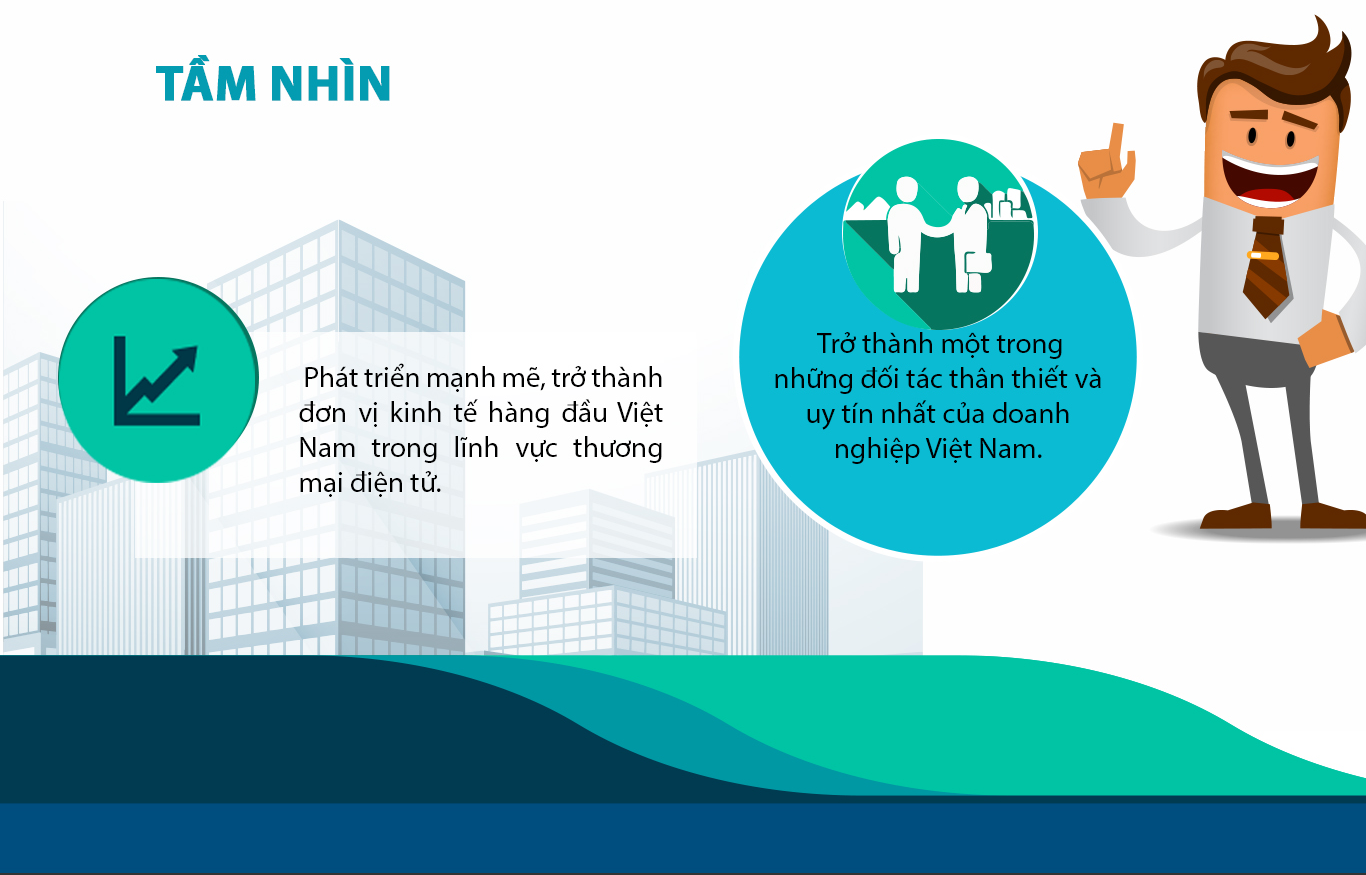 TẦM NHÌN
Phát triển mạnh mẽ, trở thành
đơn vị kinh tế hàng đầu Việt
Nam trong lĩnh vực thương
mại điện tử.
Trở thành một trong
những đối tác thân thiết và
uy tín nhất của doanh
nghiệp Việt Nam.